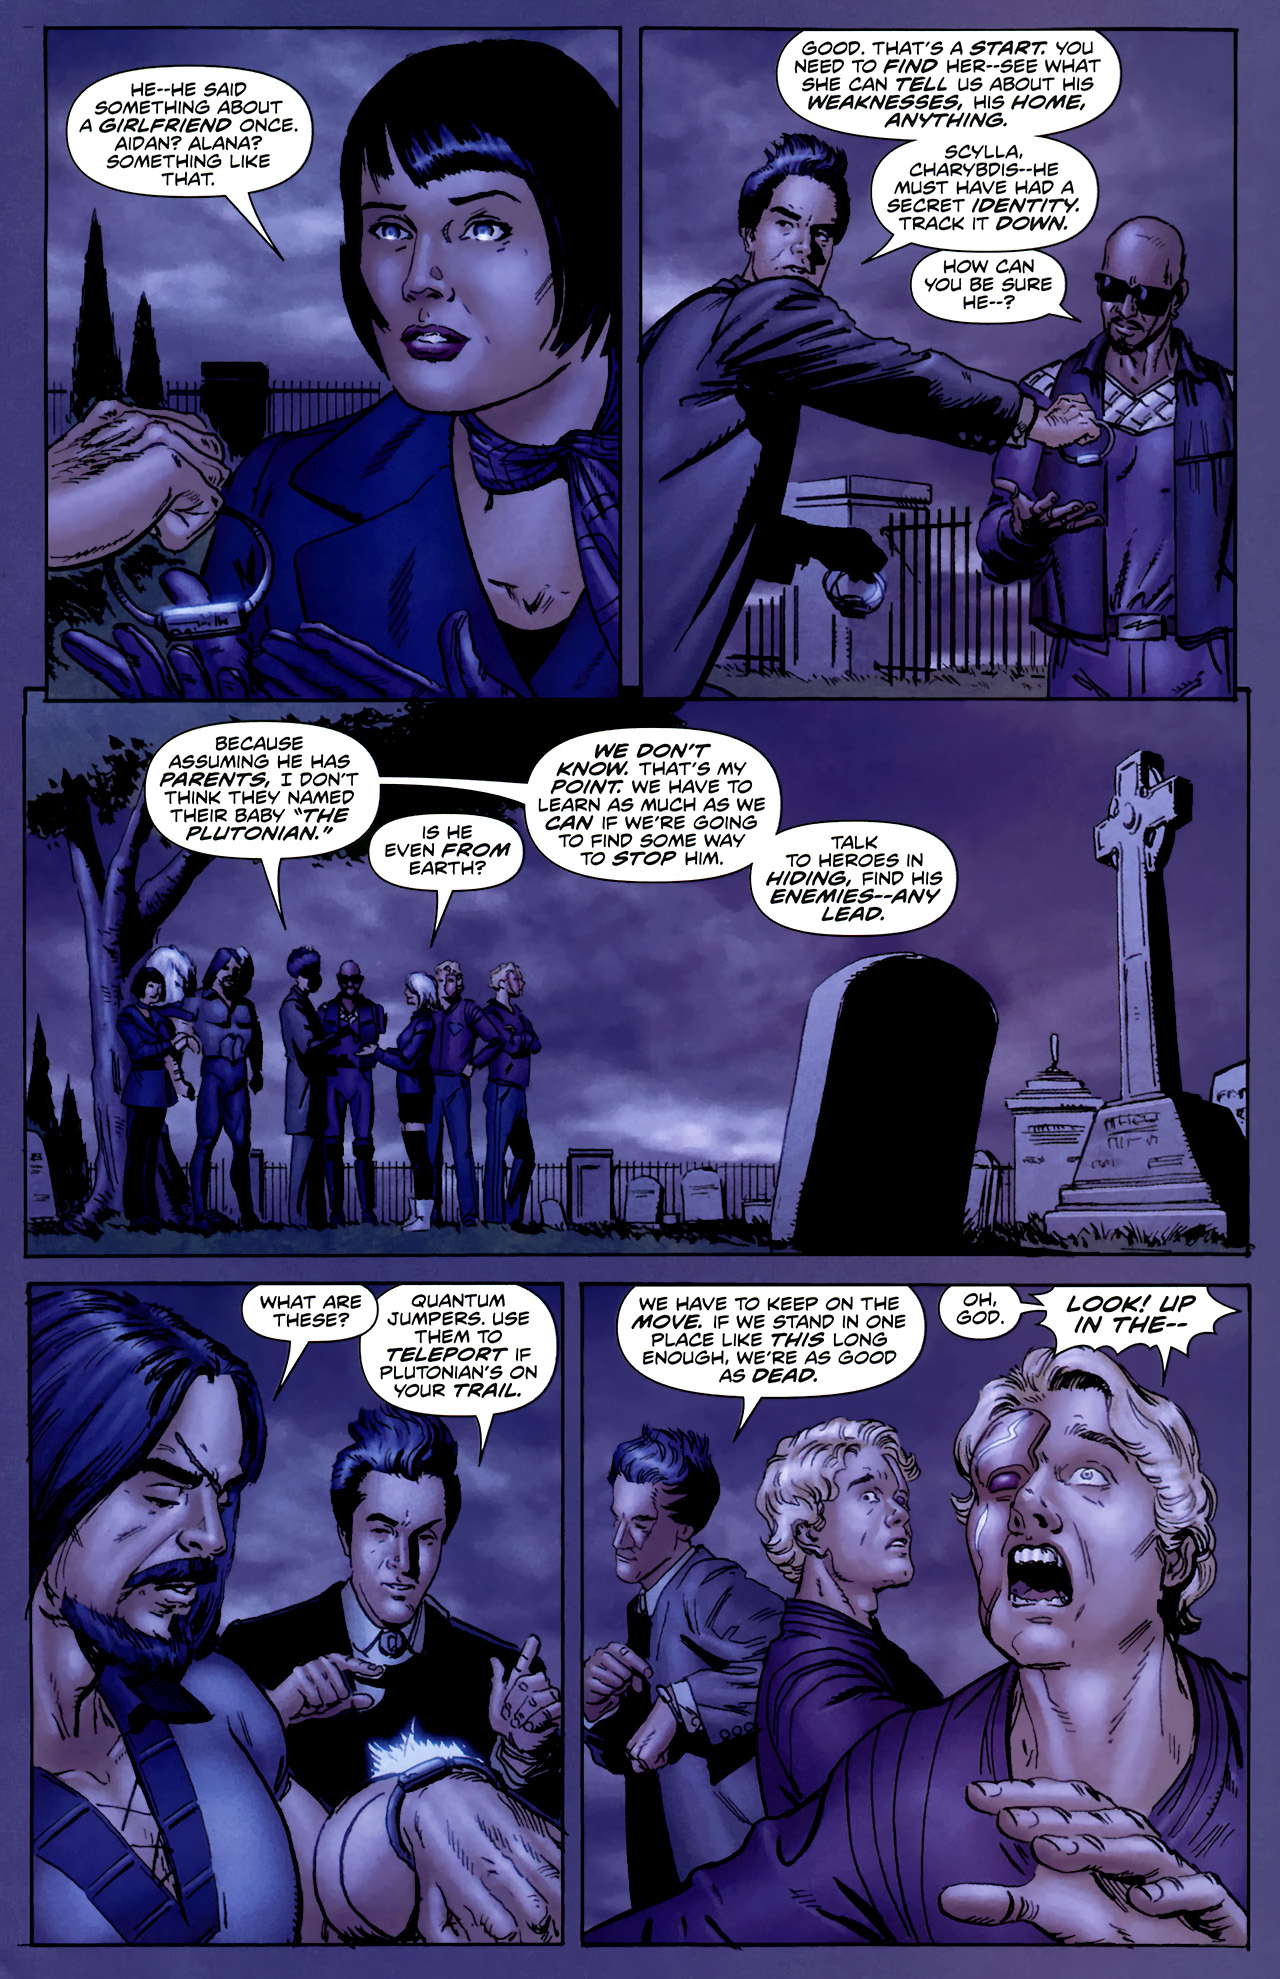 HE--HE SAID
SOMETHING ABOUT
A GIRLFRIEND ONCE.
AIDAN? ALANA?
SOMETHING LIKE
THAT.
GOOD. THAT'S A START. YOU
NEED TO FIND HER--SEE WHAT
SHE CAN TELL US ABOUT HIS
WEAKNESSES, HIS HOME,
ANYTHING.
SCYLLA,
CHARYBDIS--HE
MUST HAVE HAD A
SECRET IDENTITY.
TRACK IT DOWN.
HOW CAN
YOU BE SURE
HE--?
BECAUSE
ASSUMING HE HAS
PARENTS, I DON'T
THINK THEY NAMED
THEIR BABY "THE
PLUTONIAN."
IS HE
EVEN FROM
EARTH?
WE DON'T
KNOW. THAT'S MY
POINT. WE HAVE TO
LEARN AS MUCH AS WE
CAN IF WE'RE GOING
TO FIND SOME WAY
TO STOP HIM.
TALK
TO HEROES IN
HIDING, FIND HIS
ENEMIES--ANY
LEAD.
WHAT ARE
THESE?
QUANTUM
JUMPERS. USE
THEM TO
TELEPORT IF
PLUTONIAN'S ON
YOUR TRAIL.
WE HAVE TO KEEP ON THE
MOVE. IF WE STAND IN ONE
PLACE LIKE THIS LONG
ENOUGH, WE'RE AS GOOD
AS DEAD.
OH,
GOD.
LOOK! UP
IN THE--